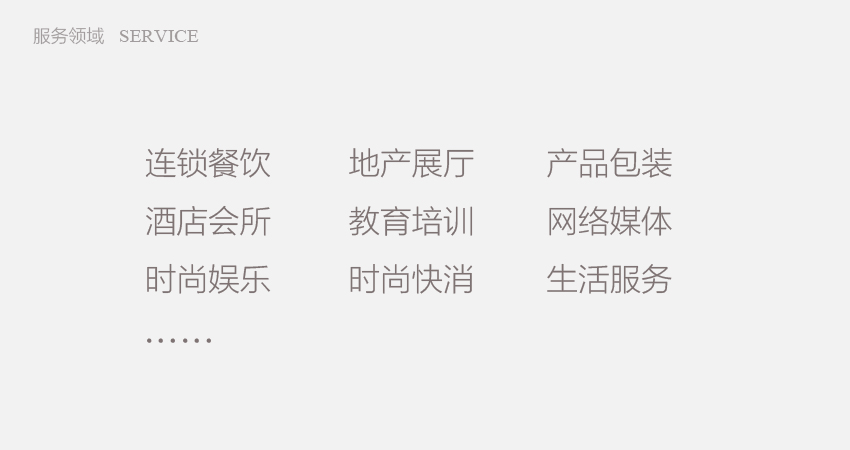 服务领域 SERVICE
连锁餐饮 地产展厅 产品包装
酒店会所 教育培训 网络媒体
时尚娱乐 时尚快消 生活服务
……